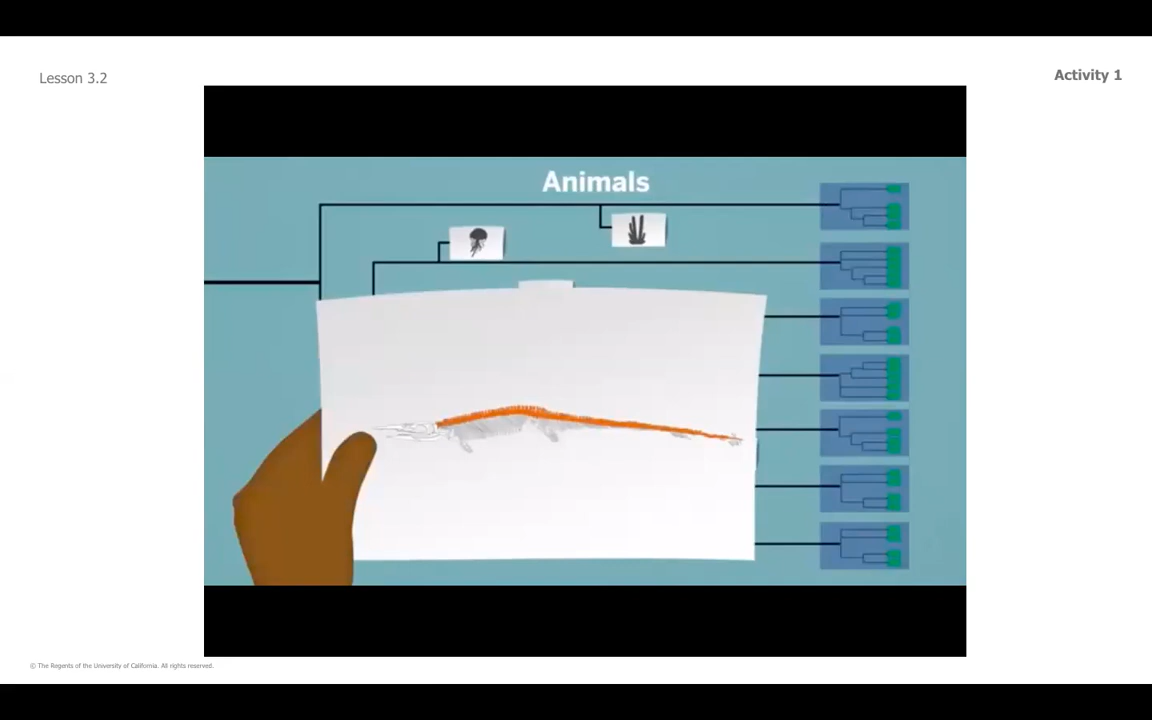 Lesson 3.2
Activity 1
Animals
© The Regents of the University of California. All rights reserved.